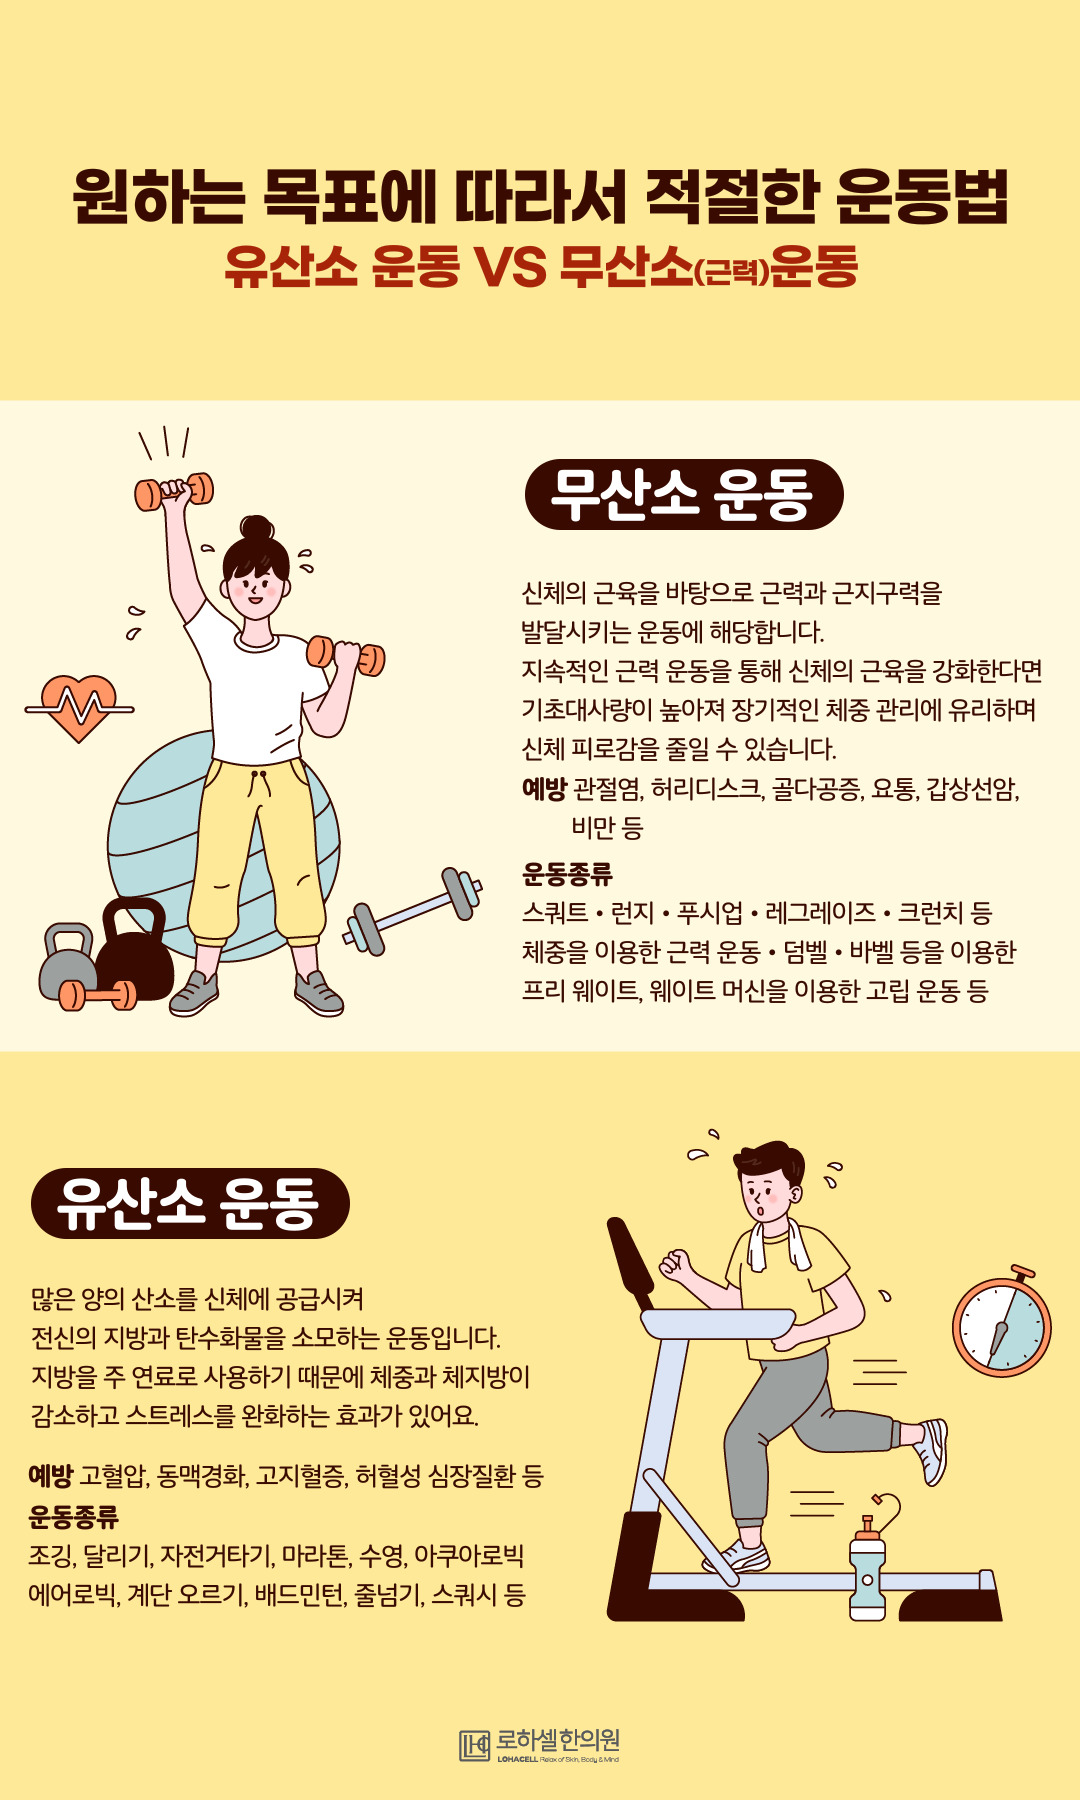 원하는 목표에 따라서 적절한 운동법
유산소 운동 VS 무산소(근력)운동
무산소 운동
신체의 근육을 바탕으로 근력과 근지구력을
발달시키는 운동에 해당합니다.
지속적인 근력 운동을 통해 신체의 근육을 강화한다면
기초대사량이 높아져 장기적인 체중 관리에 유리하며
신체 피로감을 줄일 수 있습니다.
예방 관절염, 허리디스크, 골다공증, 요통, 갑상선암,
비만 등
운동종류
스쿼트 • 런지 • 푸시업 • 레그레이즈 • 크런치 등
체중을 이용한 근력 운동 • 덤벨 • 바벨 등을 이용한
프리 웨이트, 웨이트 머신을 이용한 고립 운동 등
유산소 운동
많은 양의 산소를 신체에 공급시켜
전신의 지방과 탄수화물을 소모하는 운동입니다.
지방을 주 연료로 사용하기 때문에 체중과 체지방이
감소하고 스트레스를 완화하는 효과가 있어요.
예방 고혈압, 동맥경화, 고지혈증, 허혈성 심장질환 등
운동종류
조깅, 달리기, 자전거타기, 마라톤, 수영, 아쿠아로빅
에어로빅, 계단 오르기, 배드민턴, 줄넘기, 스쿼시 등
로하셀한의원
LOHACELL Relax of Skin, Body & Mind